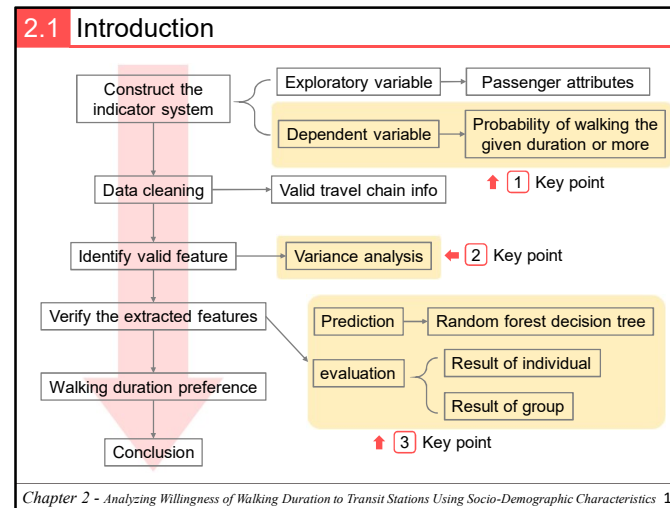 2.1 Introduction
Construct the
indicator system
Exploratory variable
Passenger attributes
Dependent variable
Probability of walking the
given duration or more
1 Key point
Data cleaning
Valid travel chain info
Identify valid feature
Variance analysis
2 Key point
Verify the extracted features
Prediction
Random forest decision tree
evaluation
Result of individual
Result of group
3 Key point
Walking duration preference
Conclusion
Chapter 2 - Analyzing Willingness of Walking Duration to Transit Stations Using Socio-Demographic Characteristics 1